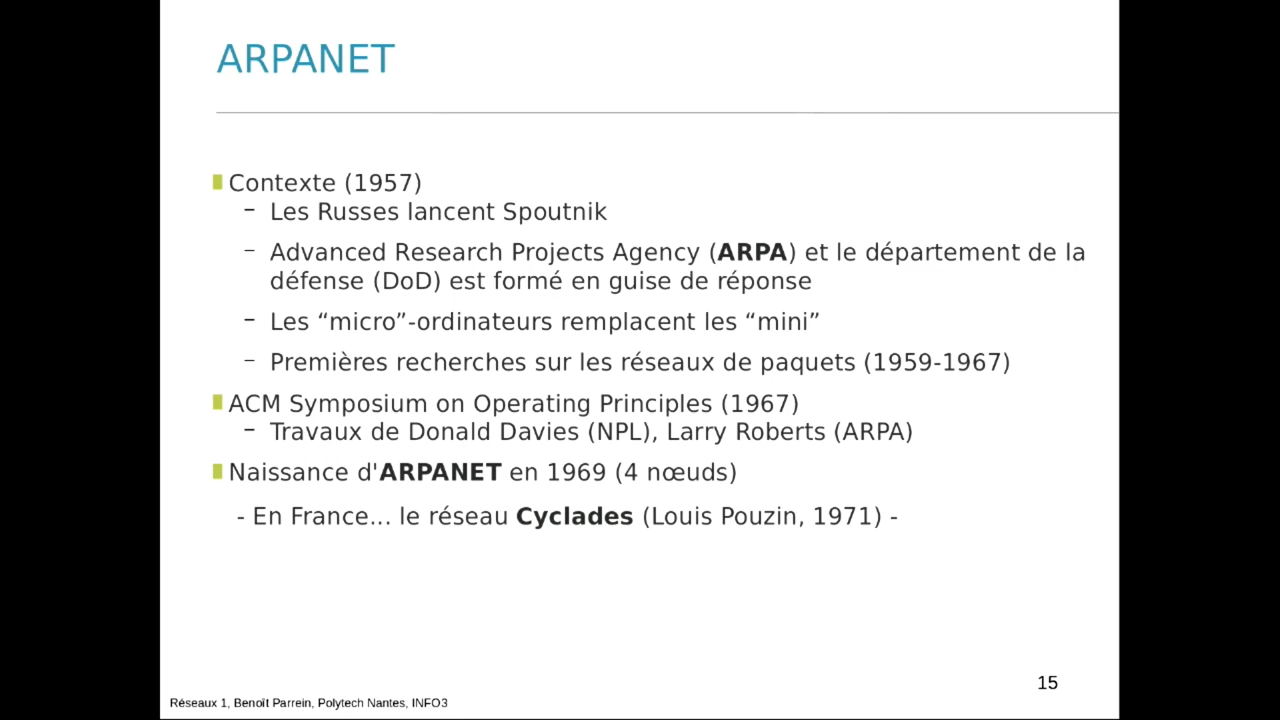 ARPANET
Contexte (1957)
– Les Russes lancent Spoutnik
– Advanced Research Projects Agency (ARPA) et le département de la
défense (DoD) est formé en guise de réponse
– Les “micro”-ordinateurs remplacent les “mini”
– Premières recherches sur les réseaux de paquets (1959-1967)
ACM Symposium on Operating Principles (1967)
– Travaux de Donald Davies (NPL), Larry Roberts (ARPA)
Naissance d'ARPANET en 1969 (4 nœuds)
- En France... le réseau Cyclades (Louis Pouzin, 1971) -
15
Réseaux 1, Benoît Parrein, Polytech Nantes, INFO3